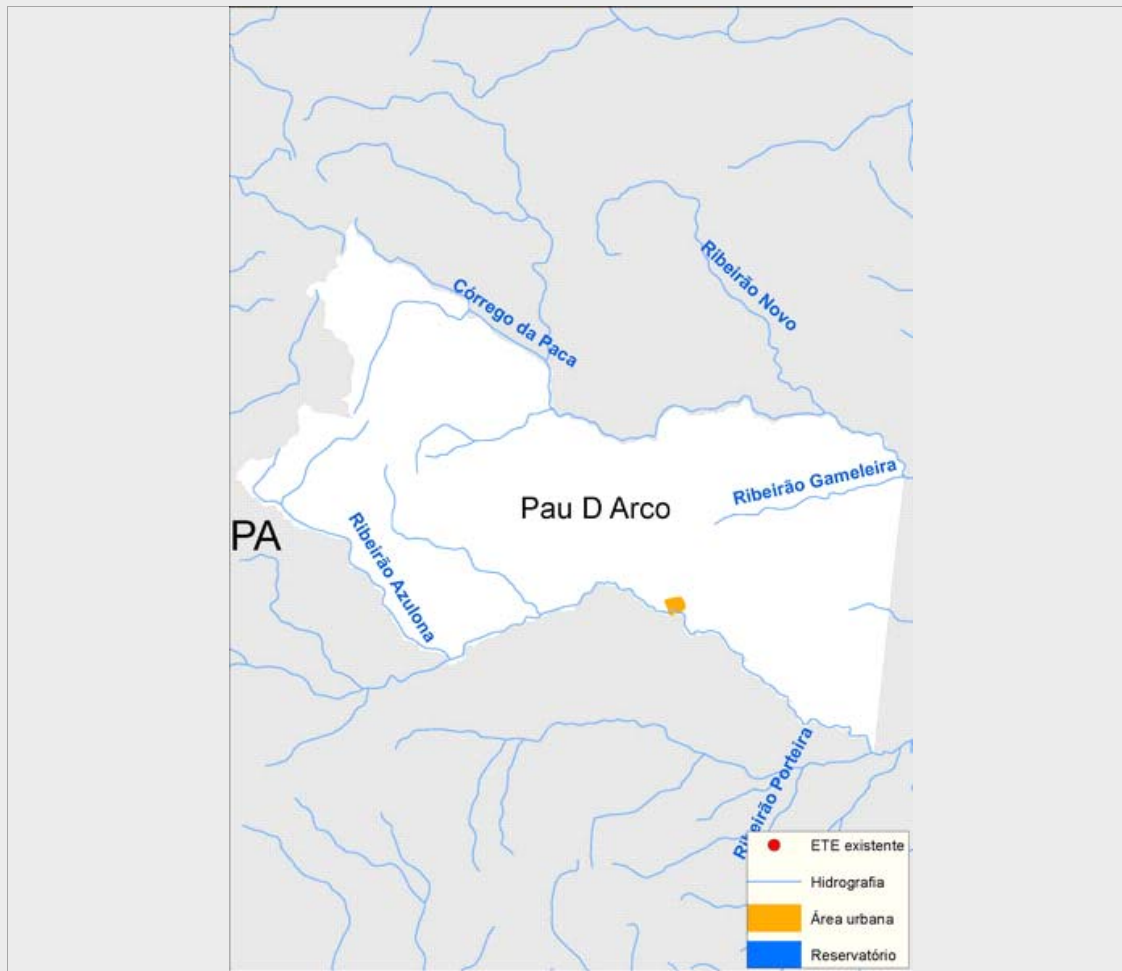 Ribeirão Novo
Córrego da Paca
Ribeirão Gameleira
Pau D Arco
PA
Ribeirão Azulona
Ribeirão Porteira
ETE existente
Hidrografia
Área urbana
Reservatório